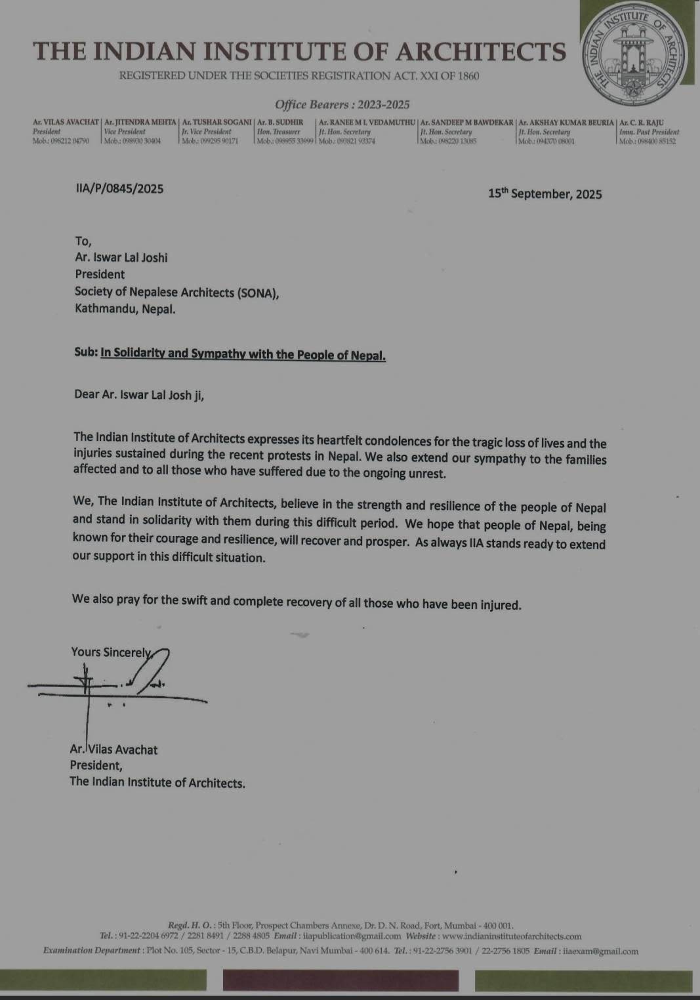 THE INDIAN INSTITUTE OF ARCHITECTS
REGISTERED UNDER THE SOCIETIES REGISTRATION ACT. XXI OF 1860
THE INDIAN INSTITUTE OF ARCHITECTS
Office Bearers : 2023-2025
Ar. VILAS AVACHAT | Ar. JITENDRA MEHTA | Ar. TUSHAR SOGANI | Ar. B. SUDHIR | Ar. RANEE M L VEDAMUTHU | Ar. SANDEEP M BAWDEKAR | Ar. AKSHAY KUMAR BEURIA | Ar. C. R. RAJU
President | Vice President | Jr. Vice President | Hon. Treasurer | Jt. Hon. Secretary | Jt. Hon. Secretary | Jt. Hon. Secretary | Imm. Past President
Mob.: 098212 04790 | Mob.: 098930 30404 | Mob.: 099295 90171 | Mob.: 098955 33999 | Mob.: 093821 93374 | Mob.: 098220 13085 | Mob.: 094370 08001 | Mob.: 098400 85152
IIA/P/0845/2025
15th September, 2025
To,
Ar. Iswar Lal Joshi
President
Society of Nepalese Architects (SONA),
Kathmandu, Nepal.
Sub: In Solidarity and Sympathy with the People of Nepal.
Dear Ar. Iswar Lal Josh ji,
The Indian Institute of Architects expresses its heartfelt condolences for the tragic loss of lives and the
injuries sustained during the recent protests in Nepal. We also extend our sympathy to the families
affected and to all those who have suffered due to the ongoing unrest.
We, The Indian Institute of Architects, believe in the strength and resilience of the people of Nepal
and stand in solidarity with them during this difficult period. We hope that people of Nepal, being
known for their courage and resilience, will recover and prosper. As always IIA stands ready to extend
our support in this difficult situation.
We also pray for the swift and complete recovery of all those who have been injured.
Yours Sincerely,
Ar. Vilas Avachat
President,
The Indian Institute of Architects.
Regd. H. O. : 5th Floor, Prospect Chambers Annexe, Dr. D. N. Road, Fort, Mumbai - 400 001.
Tel. : 91-22-2204 6972 / 2281 8491 / 2288 4805 Email : iiapublication@gmail.com Website : www.indianinstituteofarchitects.com
Examination Department : Plot No. 105, Sector - 15, C.B.D. Belapur, Navi Mumbai - 400 614. Tel. : 91-22-2756 3901 / 22-2756 1805 Email : iiaexam@gmail.com